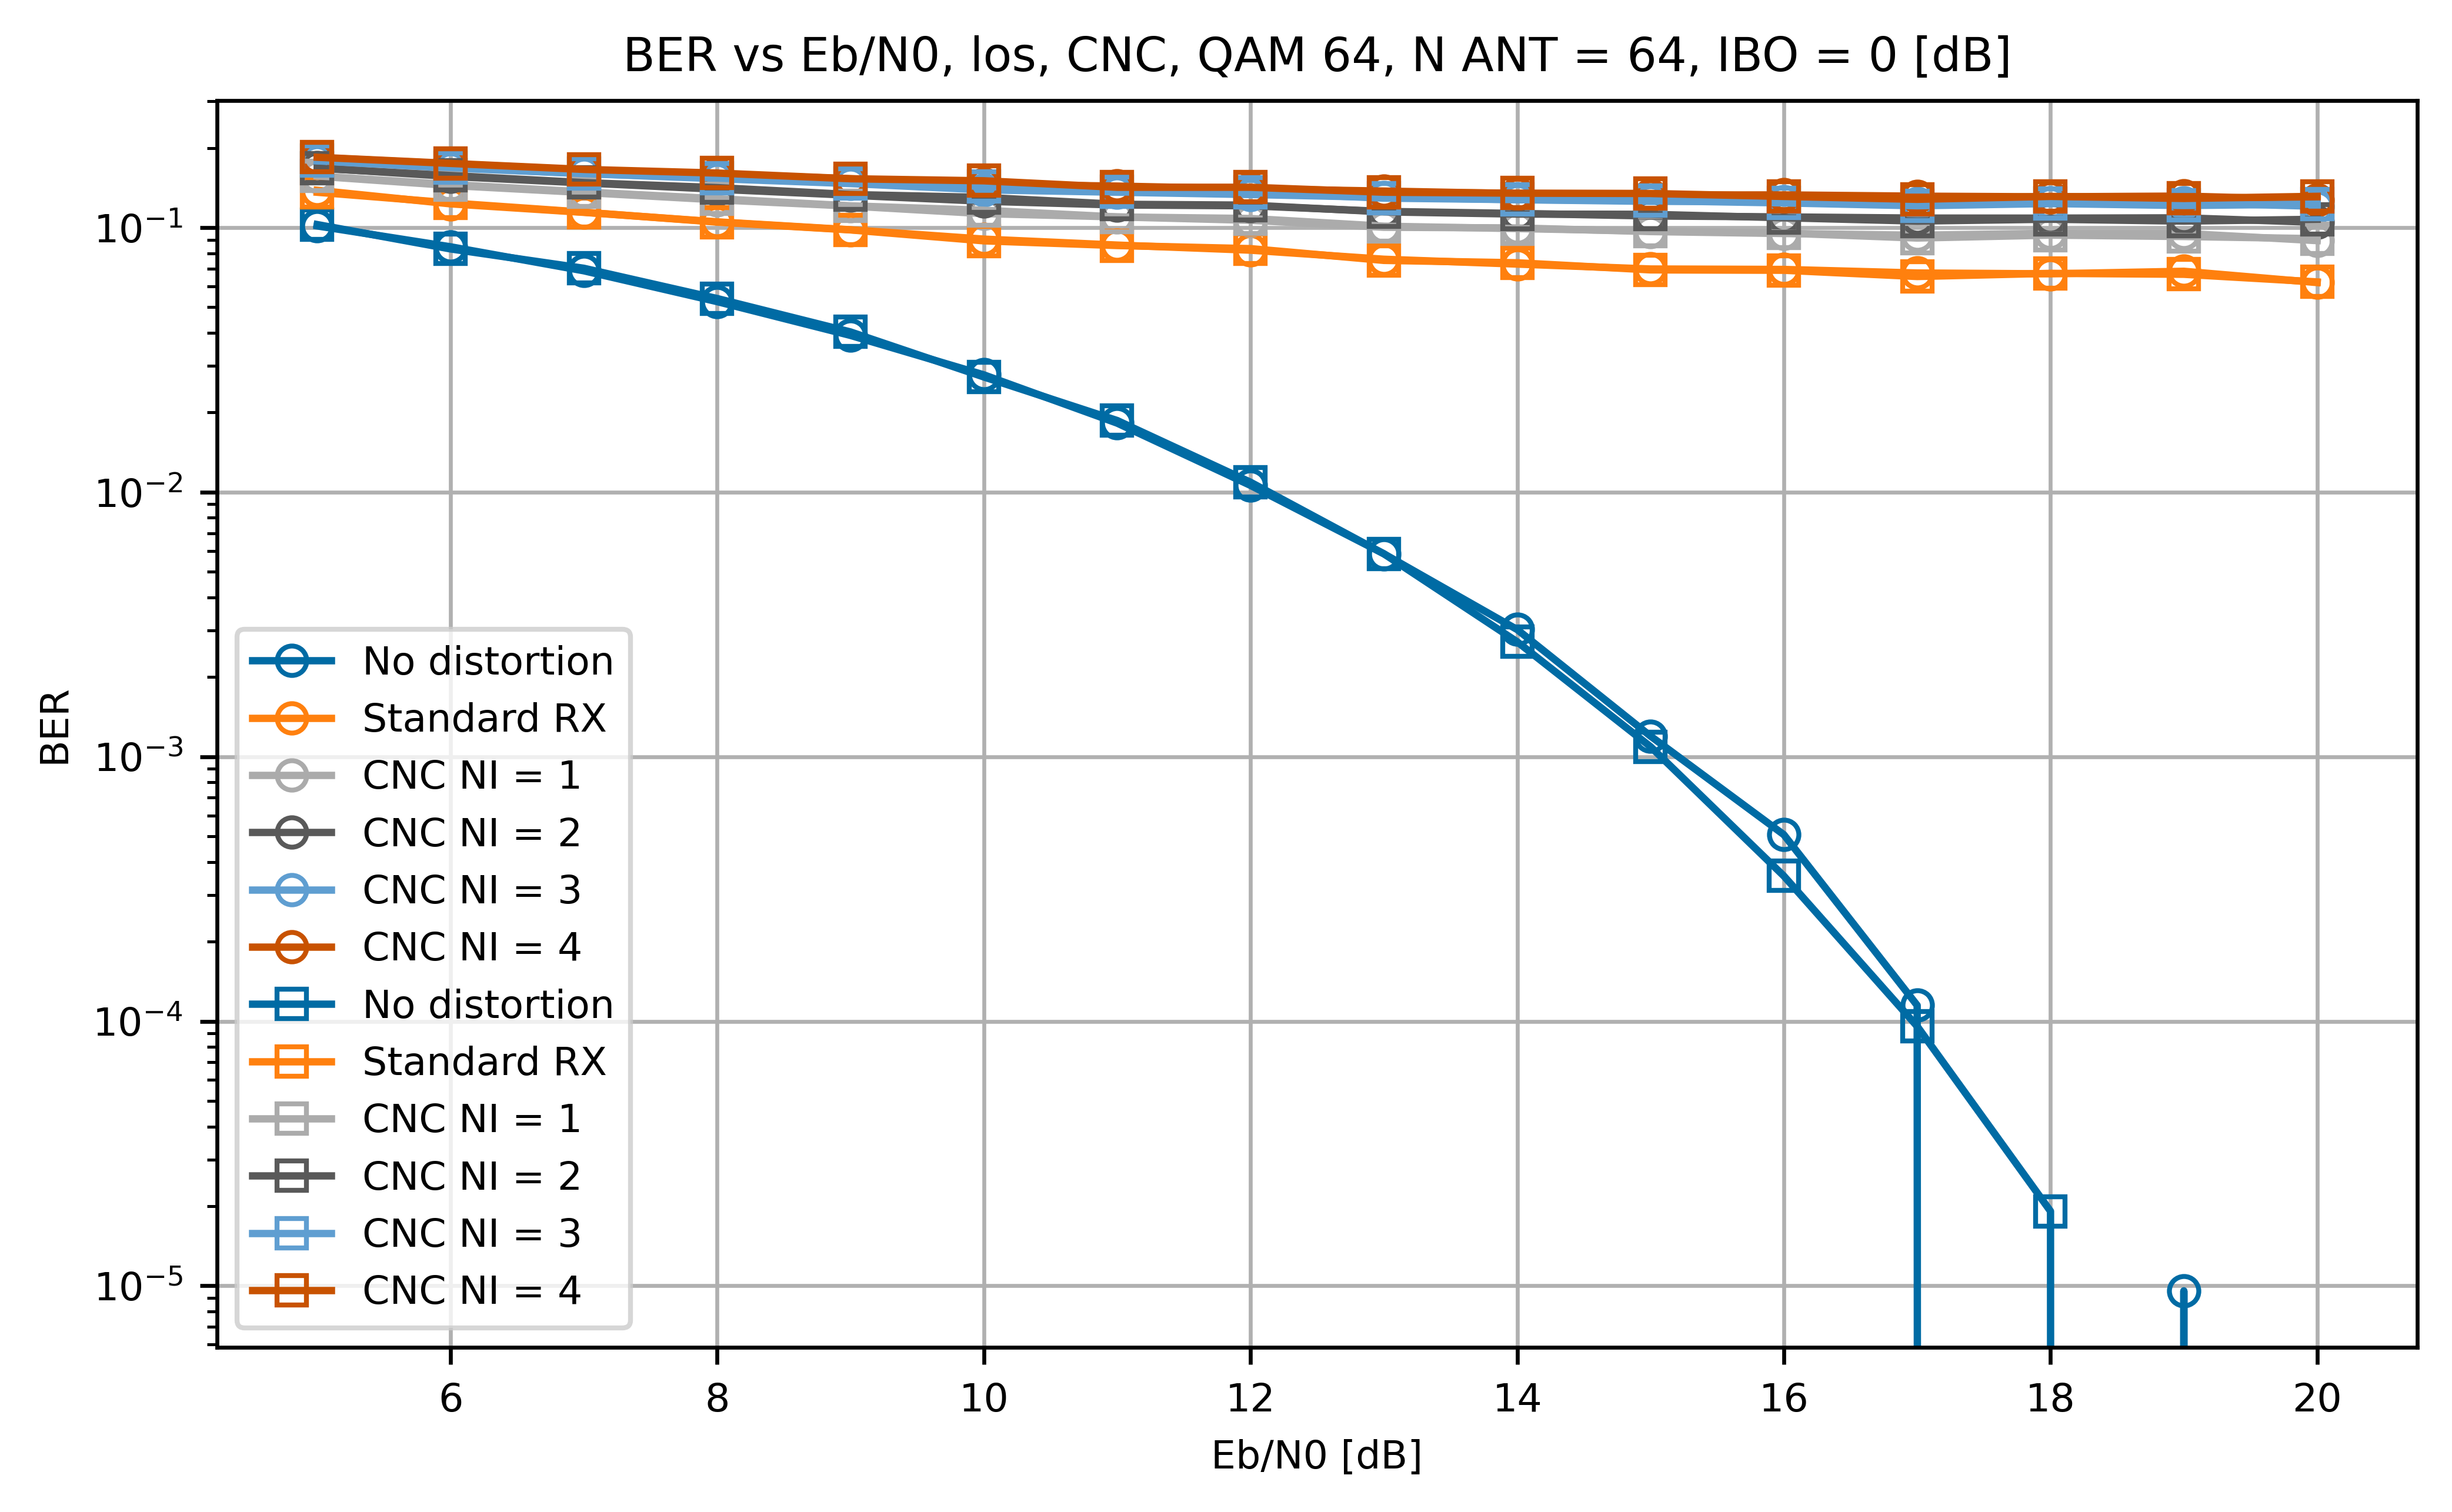 BER vs Eb/N0, los, CNC, QAM 64, N ANT = 64, IBO = 0 [dB]
BER
10⁻¹
10⁻²
10⁻³
10⁻⁴
10⁻⁵
No distortion
Standard RX
CNC NI = 1
CNC NI = 2
CNC NI = 3
CNC NI = 4
No distortion
Standard RX
CNC NI = 1
CNC NI = 2
CNC NI = 3
CNC NI = 4
6 8 10 12 14 16 18 20
Eb/N0 [dB]